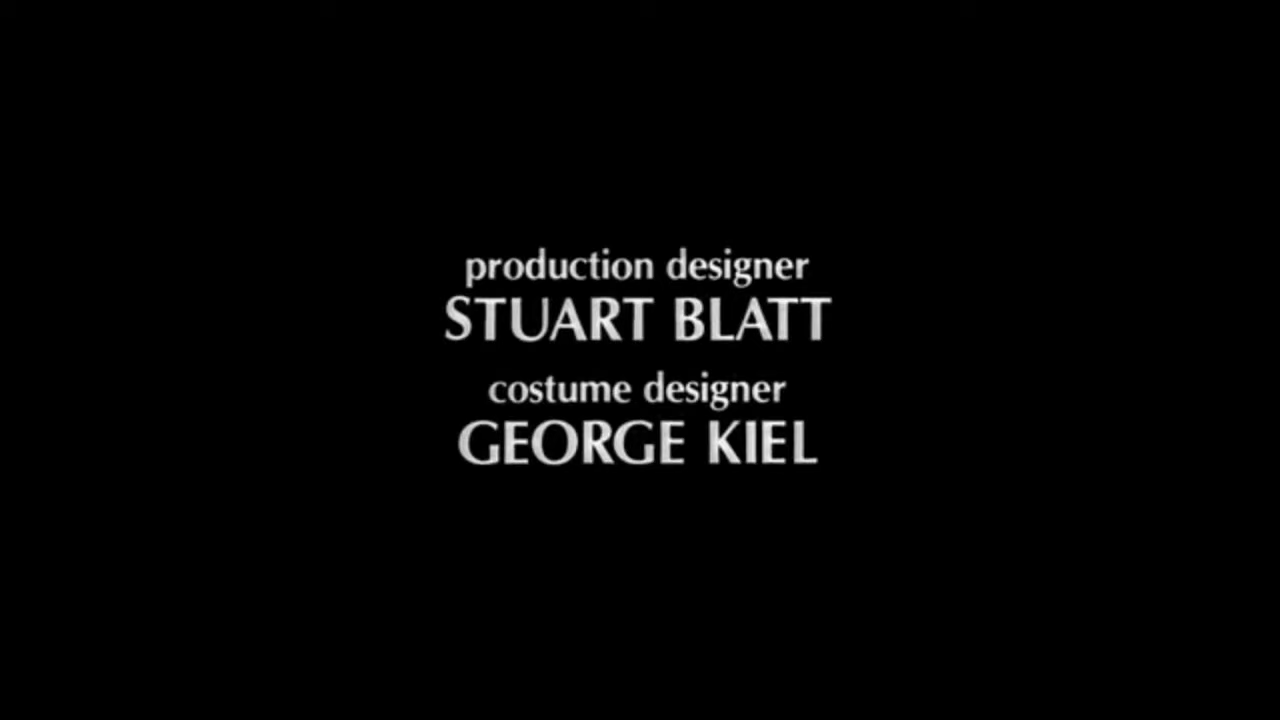 production designer
STUART BLATT
costume designer
GEORGE KIEL